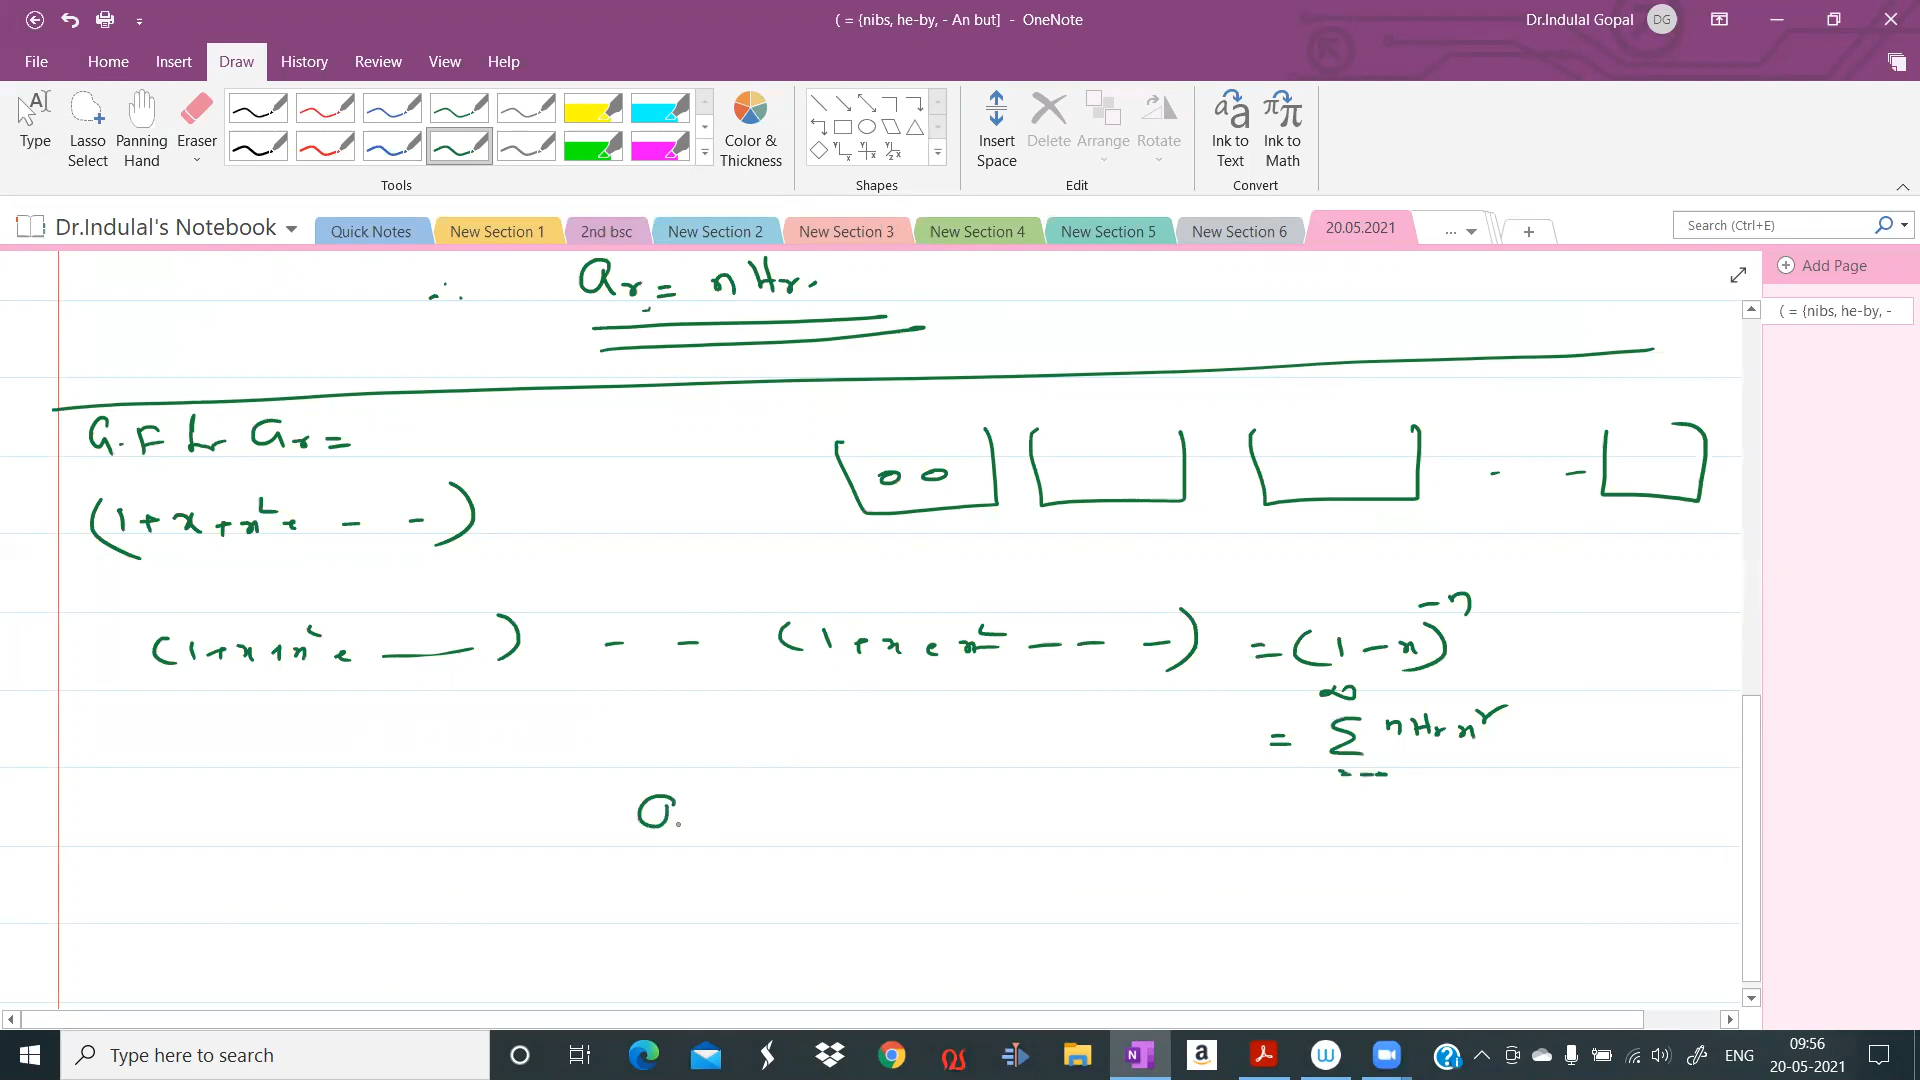 ( = {nibs, he-by, - An but] - OneNote
Dr.Indulal Gopal DG
File Home Insert Draw History Review View Help
Type
Lasso Select
Panning Hand
Eraser
Color & Thickness
Insert Space
Delete
Arrange
Rotate
Ink to Text
Ink to Math
Tools Shapes Edit Convert
Dr.Indulal's Notebook
Quick Notes New Section 1 2nd bsc New Section 2 New Section 3 New Section 4 New Section 5 New Section 6 20.05.2021 ...
Search (Ctrl+E)
Add Page
( = {nibs, he-by, -
∴ ar = nHr.
G.F for ar =
(1 + x + x² + - -)
(1 + x + x² + —) - - (1 + x + x² - - -) = (1 - x)⁻ⁿ
= ∞ Σ nHr xʳ
Type here to search
ENG
09:56
20-05-2021